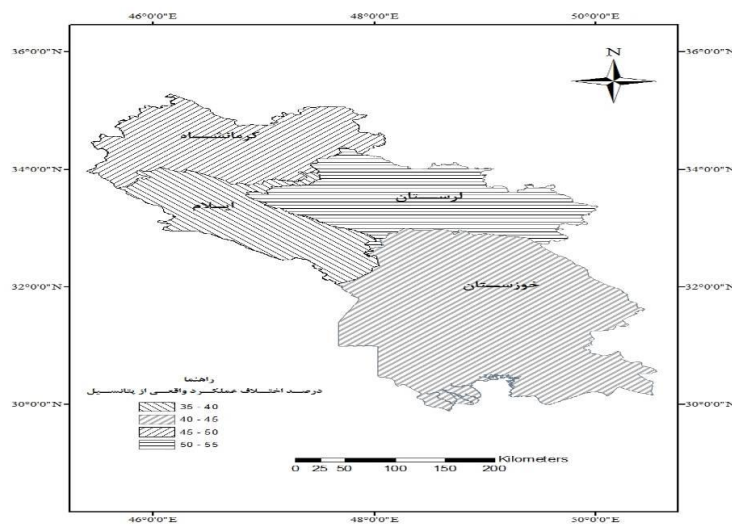 46°0'0"E 48°0'0"E 50°0'0"E
36°0'0"N 36°0'0"N
N
کرمانشاه
34°0'0"N 34°0'0"N
لرستان
ایلام
32°0'0"N 32°0'0"N
خوزستان
راهنما
درصد اختلاف عملکرد واقعی از پتانسیل
35 - 40
40 - 45
45 - 50
50 - 55
30°0'0"N 30°0'0"N
Kilometers
0 25 50 100 150 200
46°0'0"E 48°0'0"E 50°0'0"E